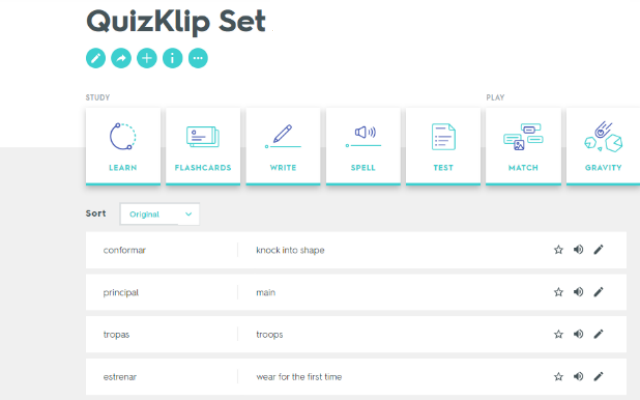 QuizKlip Set
STUDY PLAY
LEARN FLASHCARDS WRITE SPELL TEST MATCH GRAVITY
Sort Original
conformar knock into shape
principal main
tropas troops
estrenar wear for the first time